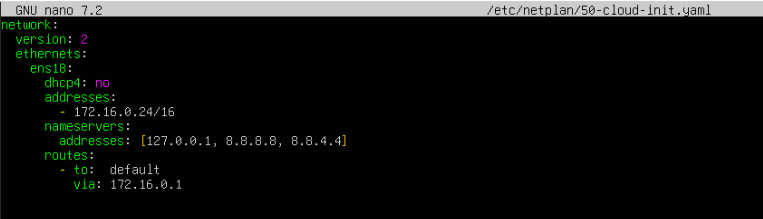 GNU nano 7.2 /etc/netplan/50-cloud-init.yaml
network:
  version: 2
  ethernets:
    ens18:
      dhcp4: no
      addresses:
        - 172.16.0.24/16
      nameservers:
        addresses: [127.0.0.1, 8.8.8.8, 8.8.4.4]
      routes:
        - to:  default
          via: 172.16.0.1